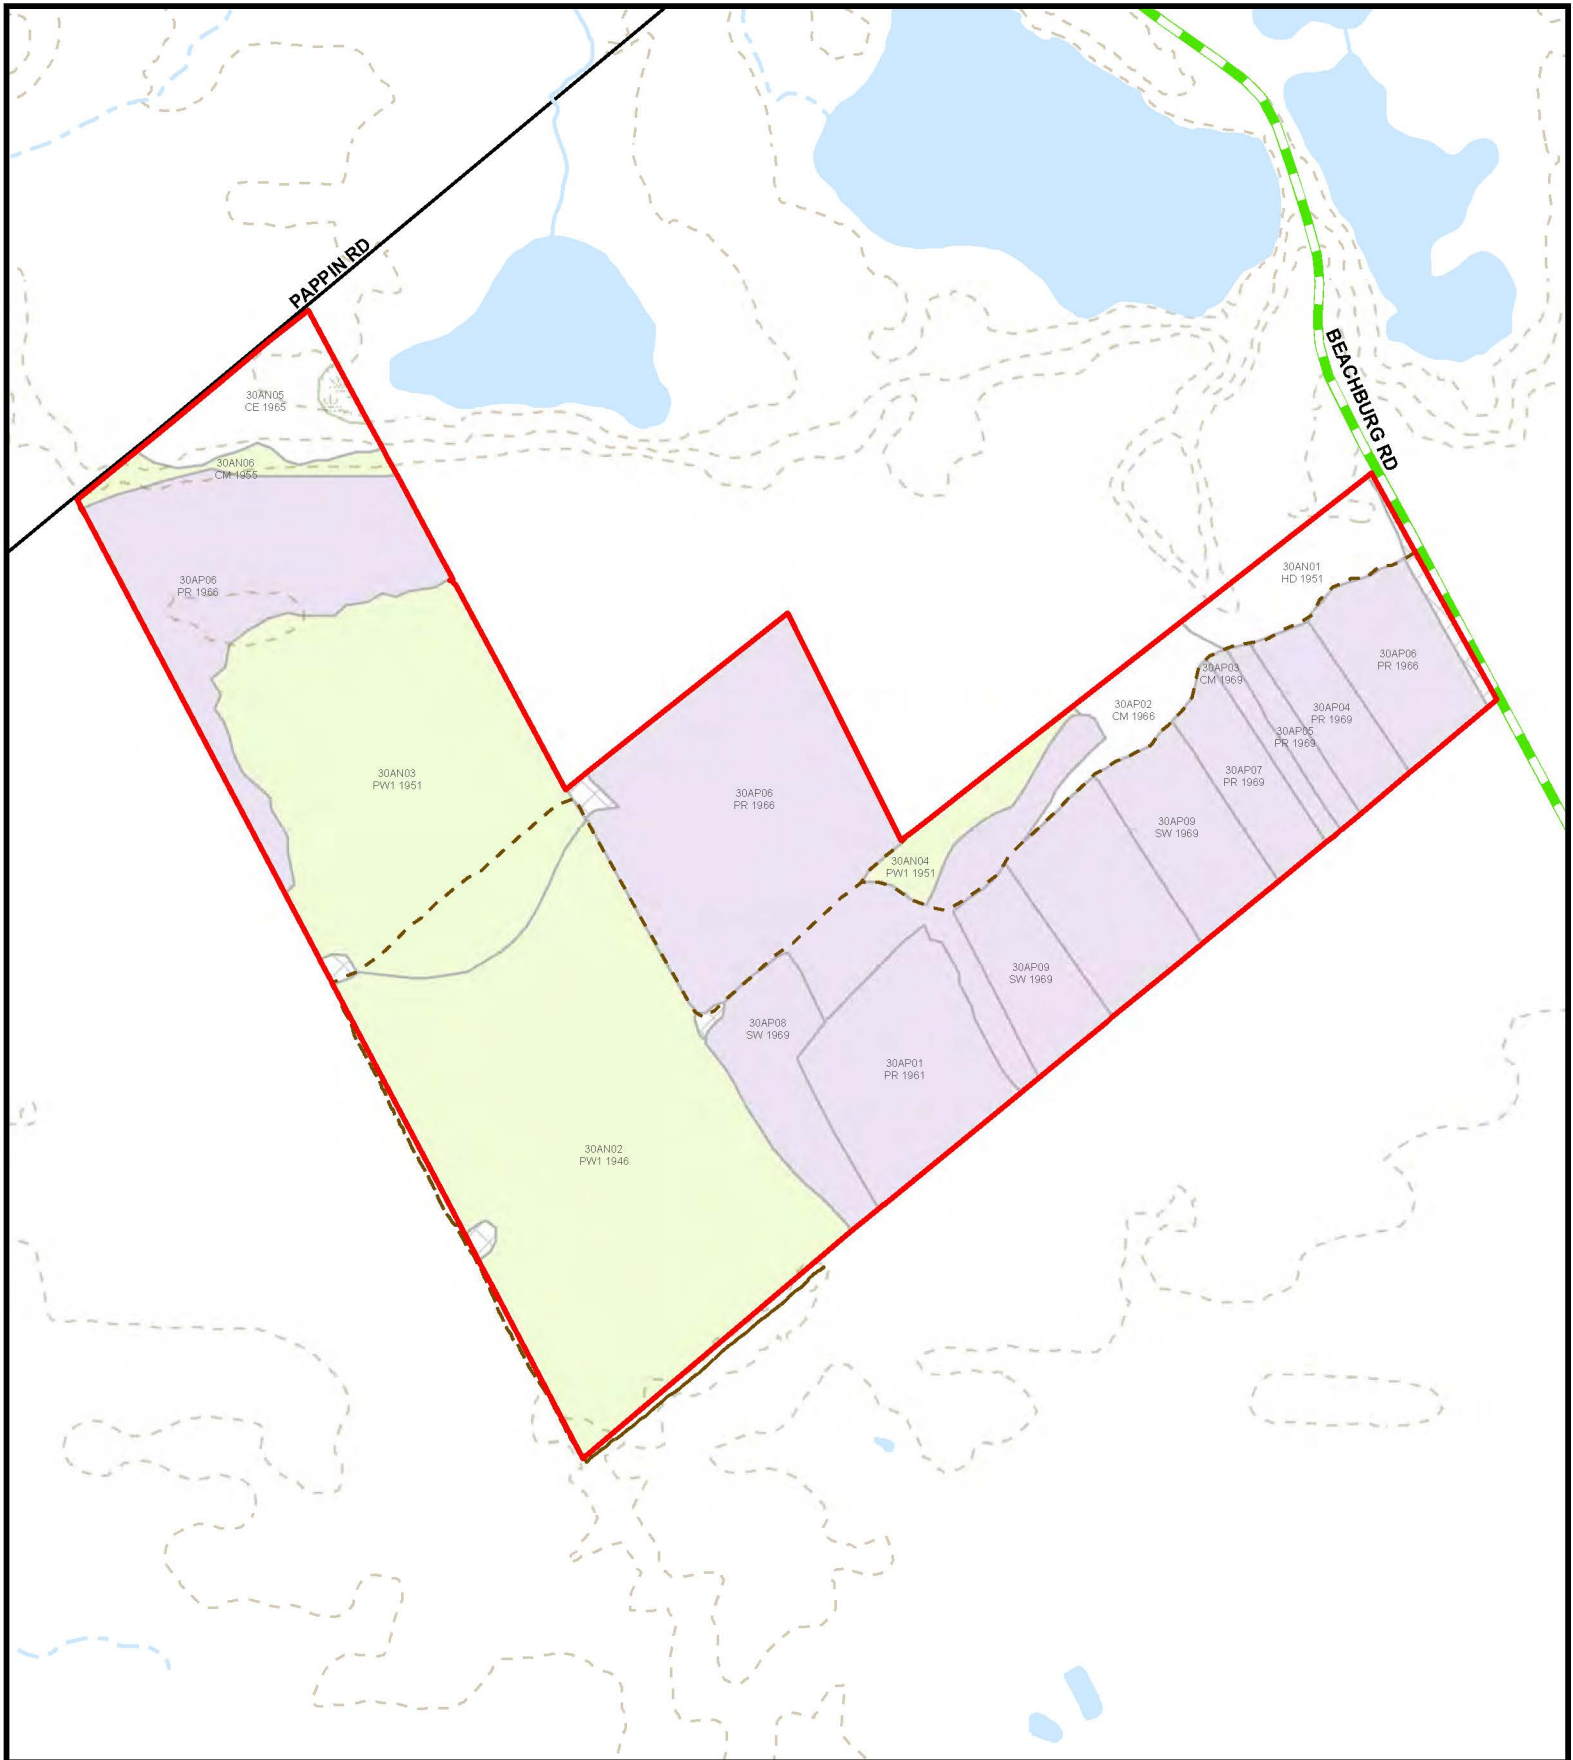 PAPPIN RD
BEACHBURG RD
30AN05
CE 1965
30AN06
CM 1955
30AP06
PR 1966
30AN03
PW1 1951
30AP06
PR 1966
30AN01
HD 1951
30AP06
PR 1966
30AP03
CM 1969
30AP02
CM 1966
30AP04
PR 1969
30AP05
PR 1969
30AP07
PR 1969
30AP09
SW 1969
30AN04
PW1 1951
30AP09
SW 1969
30AP08
SW 1969
30AP01
PR 1961
30AN02
PW1 1946